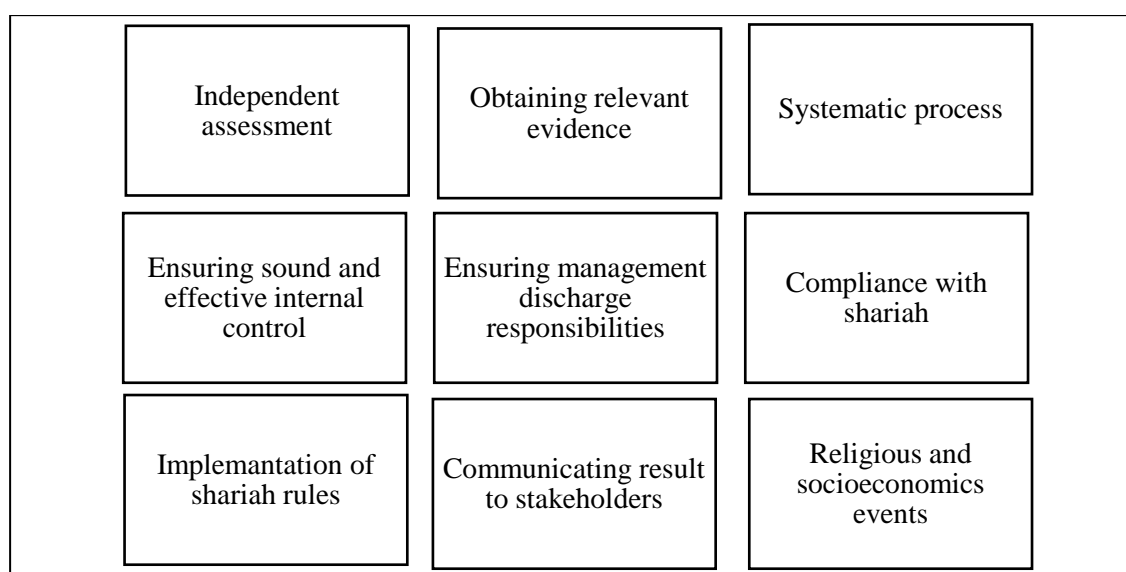 Independent
assessment
Obtaining relevant
evidence
Systematic process
Ensuring sound and
effective internal
control
Ensuring management
discharge
responsibilities
Compliance with
shariah
Implemantation of
shariah rules
Communicating result
to stakeholders
Religious and
socioeconomics
events